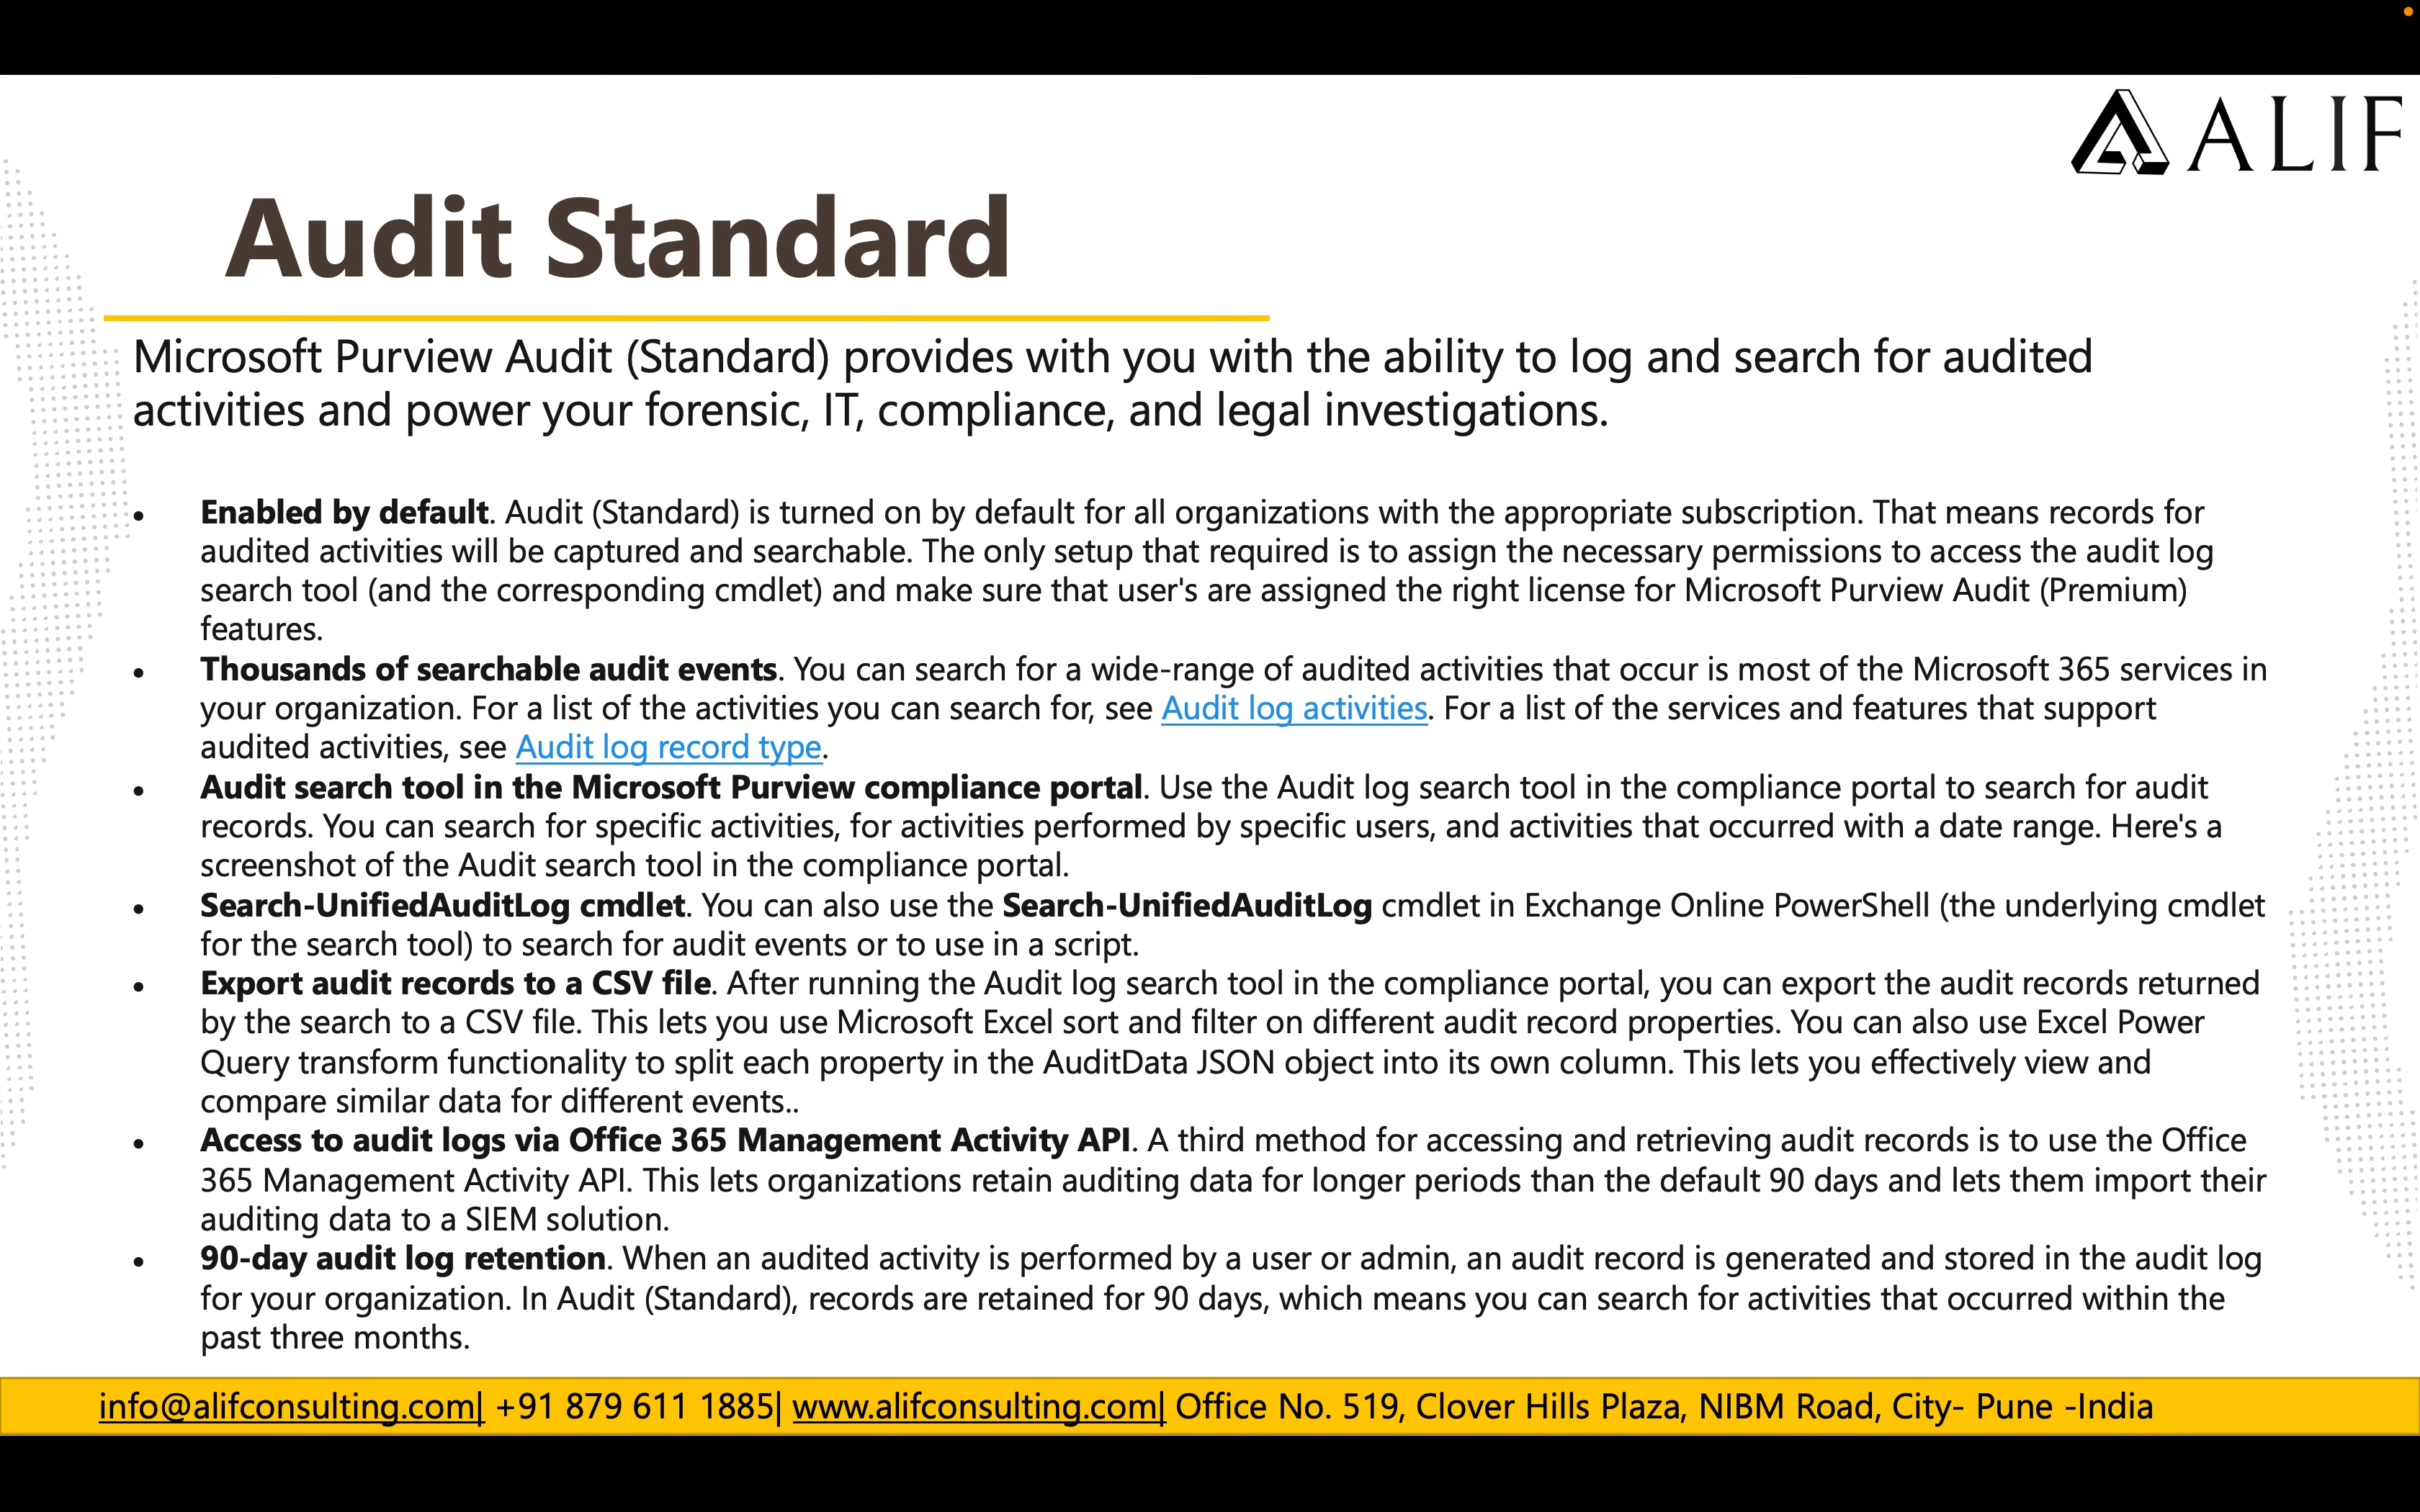 ALIF
Audit Standard
Microsoft Purview Audit (Standard) provides with you with the ability to log and search for audited
activities and power your forensic, IT, compliance, and legal investigations.
• Enabled by default. Audit (Standard) is turned on by default for all organizations with the appropriate subscription. That means records for
audited activities will be captured and searchable. The only setup that required is to assign the necessary permissions to access the audit log
search tool (and the corresponding cmdlet) and make sure that user's are assigned the right license for Microsoft Purview Audit (Premium)
features.
• Thousands of searchable audit events. You can search for a wide-range of audited activities that occur is most of the Microsoft 365 services in
your organization. For a list of the activities you can search for, see Audit log activities. For a list of the services and features that support
audited activities, see Audit log record type.
• Audit search tool in the Microsoft Purview compliance portal. Use the Audit log search tool in the compliance portal to search for audit
records. You can search for specific activities, for activities performed by specific users, and activities that occurred with a date range. Here's a
screenshot of the Audit search tool in the compliance portal.
• Search-UnifiedAuditLog cmdlet. You can also use the Search-UnifiedAuditLog cmdlet in Exchange Online PowerShell (the underlying cmdlet
for the search tool) to search for audit events or to use in a script.
• Export audit records to a CSV file. After running the Audit log search tool in the compliance portal, you can export the audit records returned
by the search to a CSV file. This lets you use Microsoft Excel sort and filter on different audit record properties. You can also use Excel Power
Query transform functionality to split each property in the AuditData JSON object into its own column. This lets you effectively view and
compare similar data for different events..
• Access to audit logs via Office 365 Management Activity API. A third method for accessing and retrieving audit records is to use the Office
365 Management Activity API. This lets organizations retain auditing data for longer periods than the default 90 days and lets them import their
auditing data to a SIEM solution.
• 90-day audit log retention. When an audited activity is performed by a user or admin, an audit record is generated and stored in the audit log
for your organization. In Audit (Standard), records are retained for 90 days, which means you can search for activities that occurred within the
past three months.
info@alifconsulting.com| +91 879 611 1885| www.alifconsulting.com| Office No. 519, Clover Hills Plaza, NIBM Road, City- Pune -India